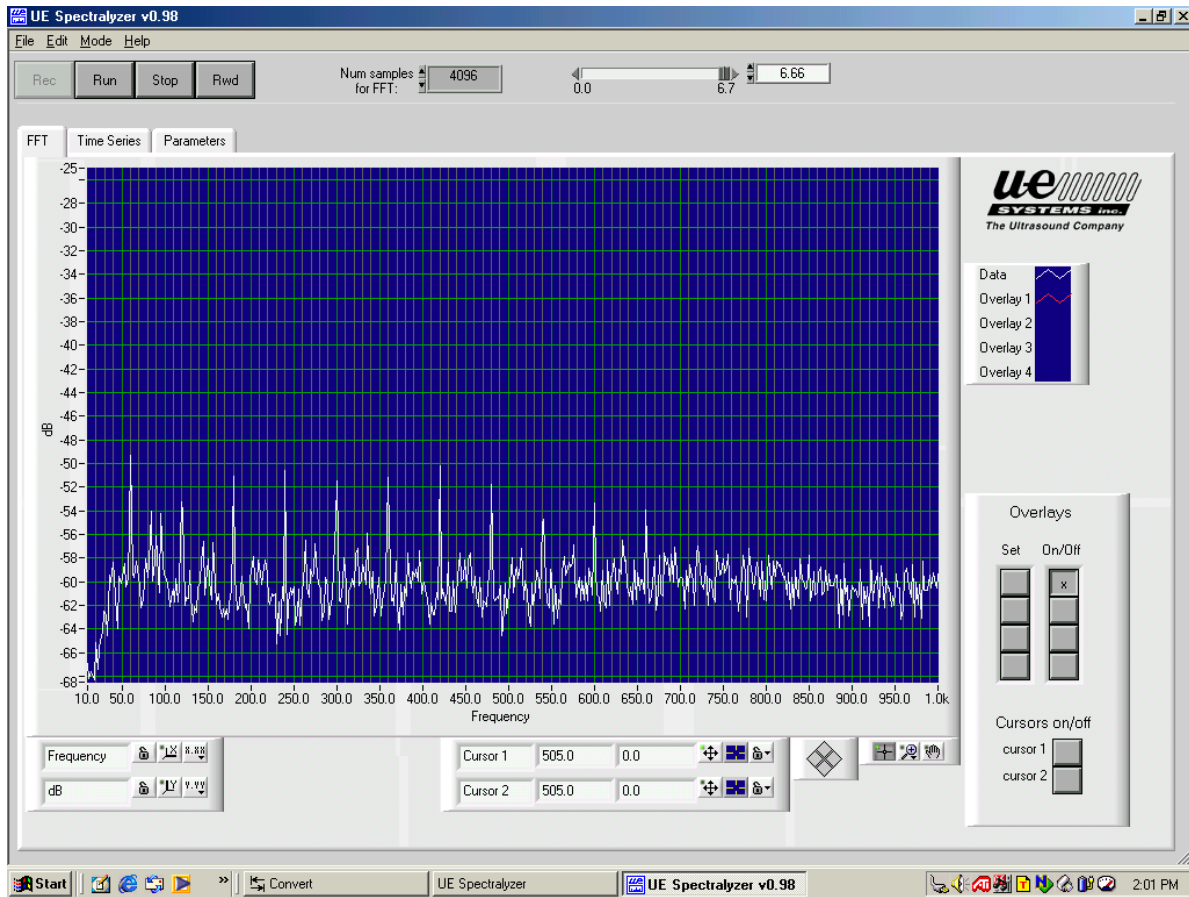 UE Spectralyzer v0.98
File Edit Mode Help
Rec Run Stop Rwd
Num samples for FFT: 4096
0.0 6.7 6.66
FFT Time Series Parameters
-25
-28
-30
-32
-34
-36
-38
-40
-42
-44
-46
-48
-50
-52
-54
-56
-58
-60
-62
-64
-66
-68
dB
10.0 50.0 100.0 150.0 200.0 250.0 300.0 350.0 400.0 450.0 500.0 550.0 600.0 650.0 700.0 750.0 800.0 850.0 900.0 950.0 1.0k
Frequency
ue
SYSTEMS inc.
The Ultrasound Company
Data
Overlay 1
Overlay 2
Overlay 3
Overlay 4
Overlays
Set On/Off
x
Cursors on/off
cursor 1
cursor 2
Frequency X X.XX
dB Y Y.YY
Cursor 1 505.0 0.0
Cursor 2 505.0 0.0
Start » Convert UE Spectralyzer UE Spectralyzer v0.98 2:01 PM